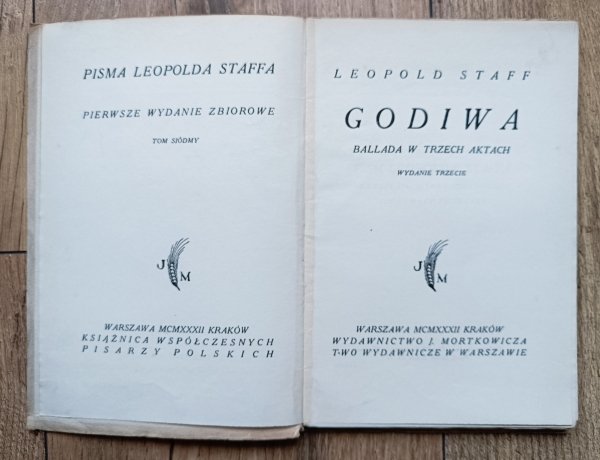 PISMA LEOPOLDA STAFFA
PIERWSZE WYDANIE ZBIOROWE
TOM SIÓDMY
J M
WARSZAWA MCMXXXII KRAKÓW
KSIĄŻNICA WSPÓŁCZESNYCH
PISARZY POLSKICH
LEOPOLD STAFF
GODIWA
BALLADA W TRZECH AKTACH
WYDANIE TRZECIE
J M
WARSZAWA MCMXXXII KRAKÓW
WYDAWNICTWO J. MORTKOWICZA
T-WO WYDAWNICZE W WARSZAWIE